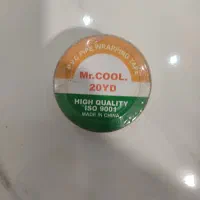 P.V.C PIPE WRAPPING TAPE
Mr.COOL.
20YD
HIGH QUALITY
ISO 9001
MADE IN CHINA